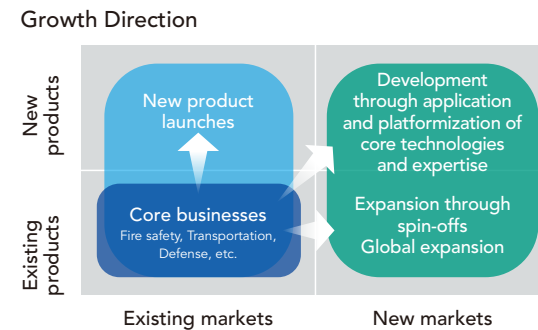 Growth Direction
New
products
New product
launches
Development
through application
and platformization of
core technologies
and expertise
Existing
products
Core businesses
Fire safety, Transportation,
Defense, etc.
Expansion through
spin-offs
Global expansion
Existing markets
New markets